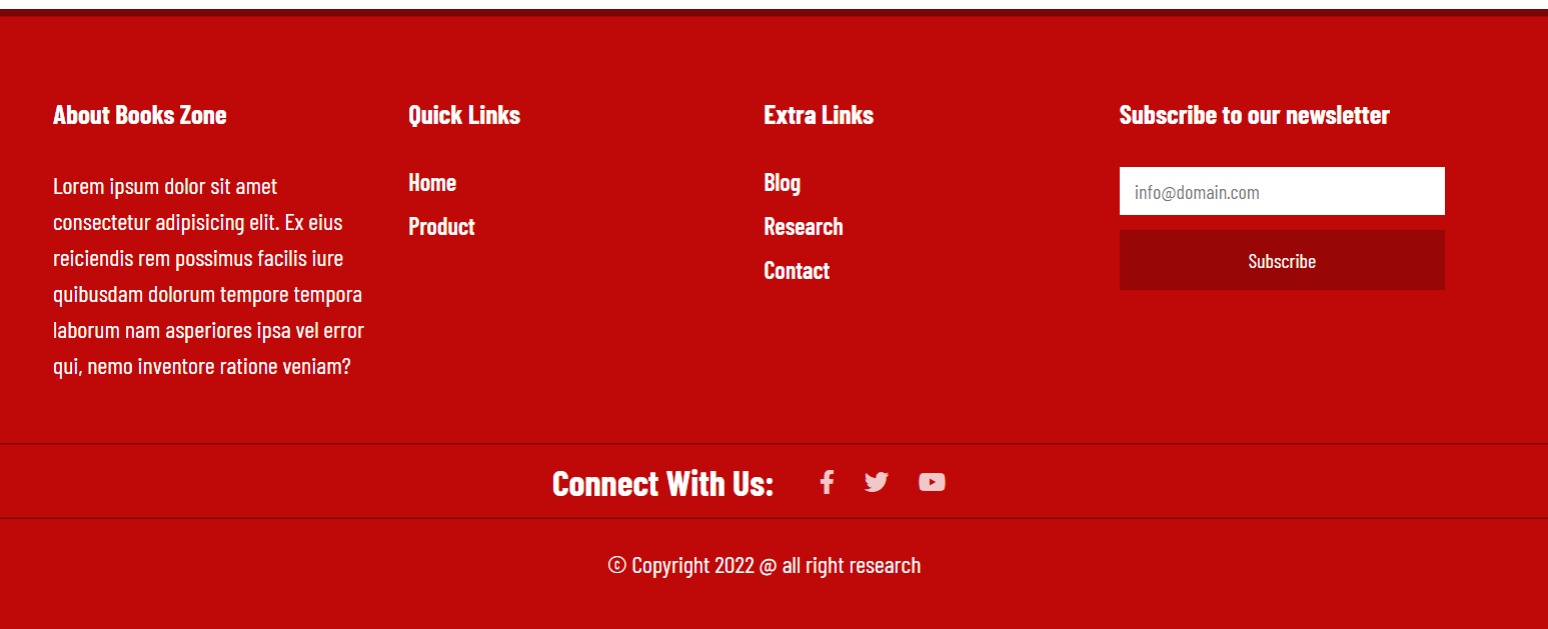 About Books Zone
Lorem ipsum dolor sit amet
consectetur adipisicing elit. Ex eius
reiciendis rem possimus facilis iure
quibusdam dolorum tempore tempora
laborum nam asperiores ipsa vel error
qui, nemo inventore ratione veniam?
Quick Links
Home
Product
Extra Links
Blog
Research
Contact
Subscribe to our newsletter
info@domain.com
Subscribe
Connect With Us:
© Copyright 2022 @ all right research